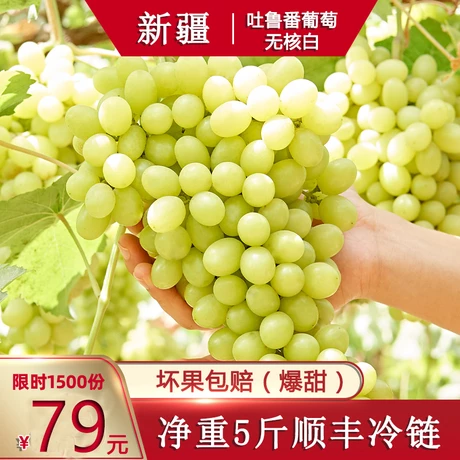 新疆
吐鲁番葡萄
无核白
坏果包赔（爆甜）
限时1500份
¥79元
净重5斤顺丰冷链